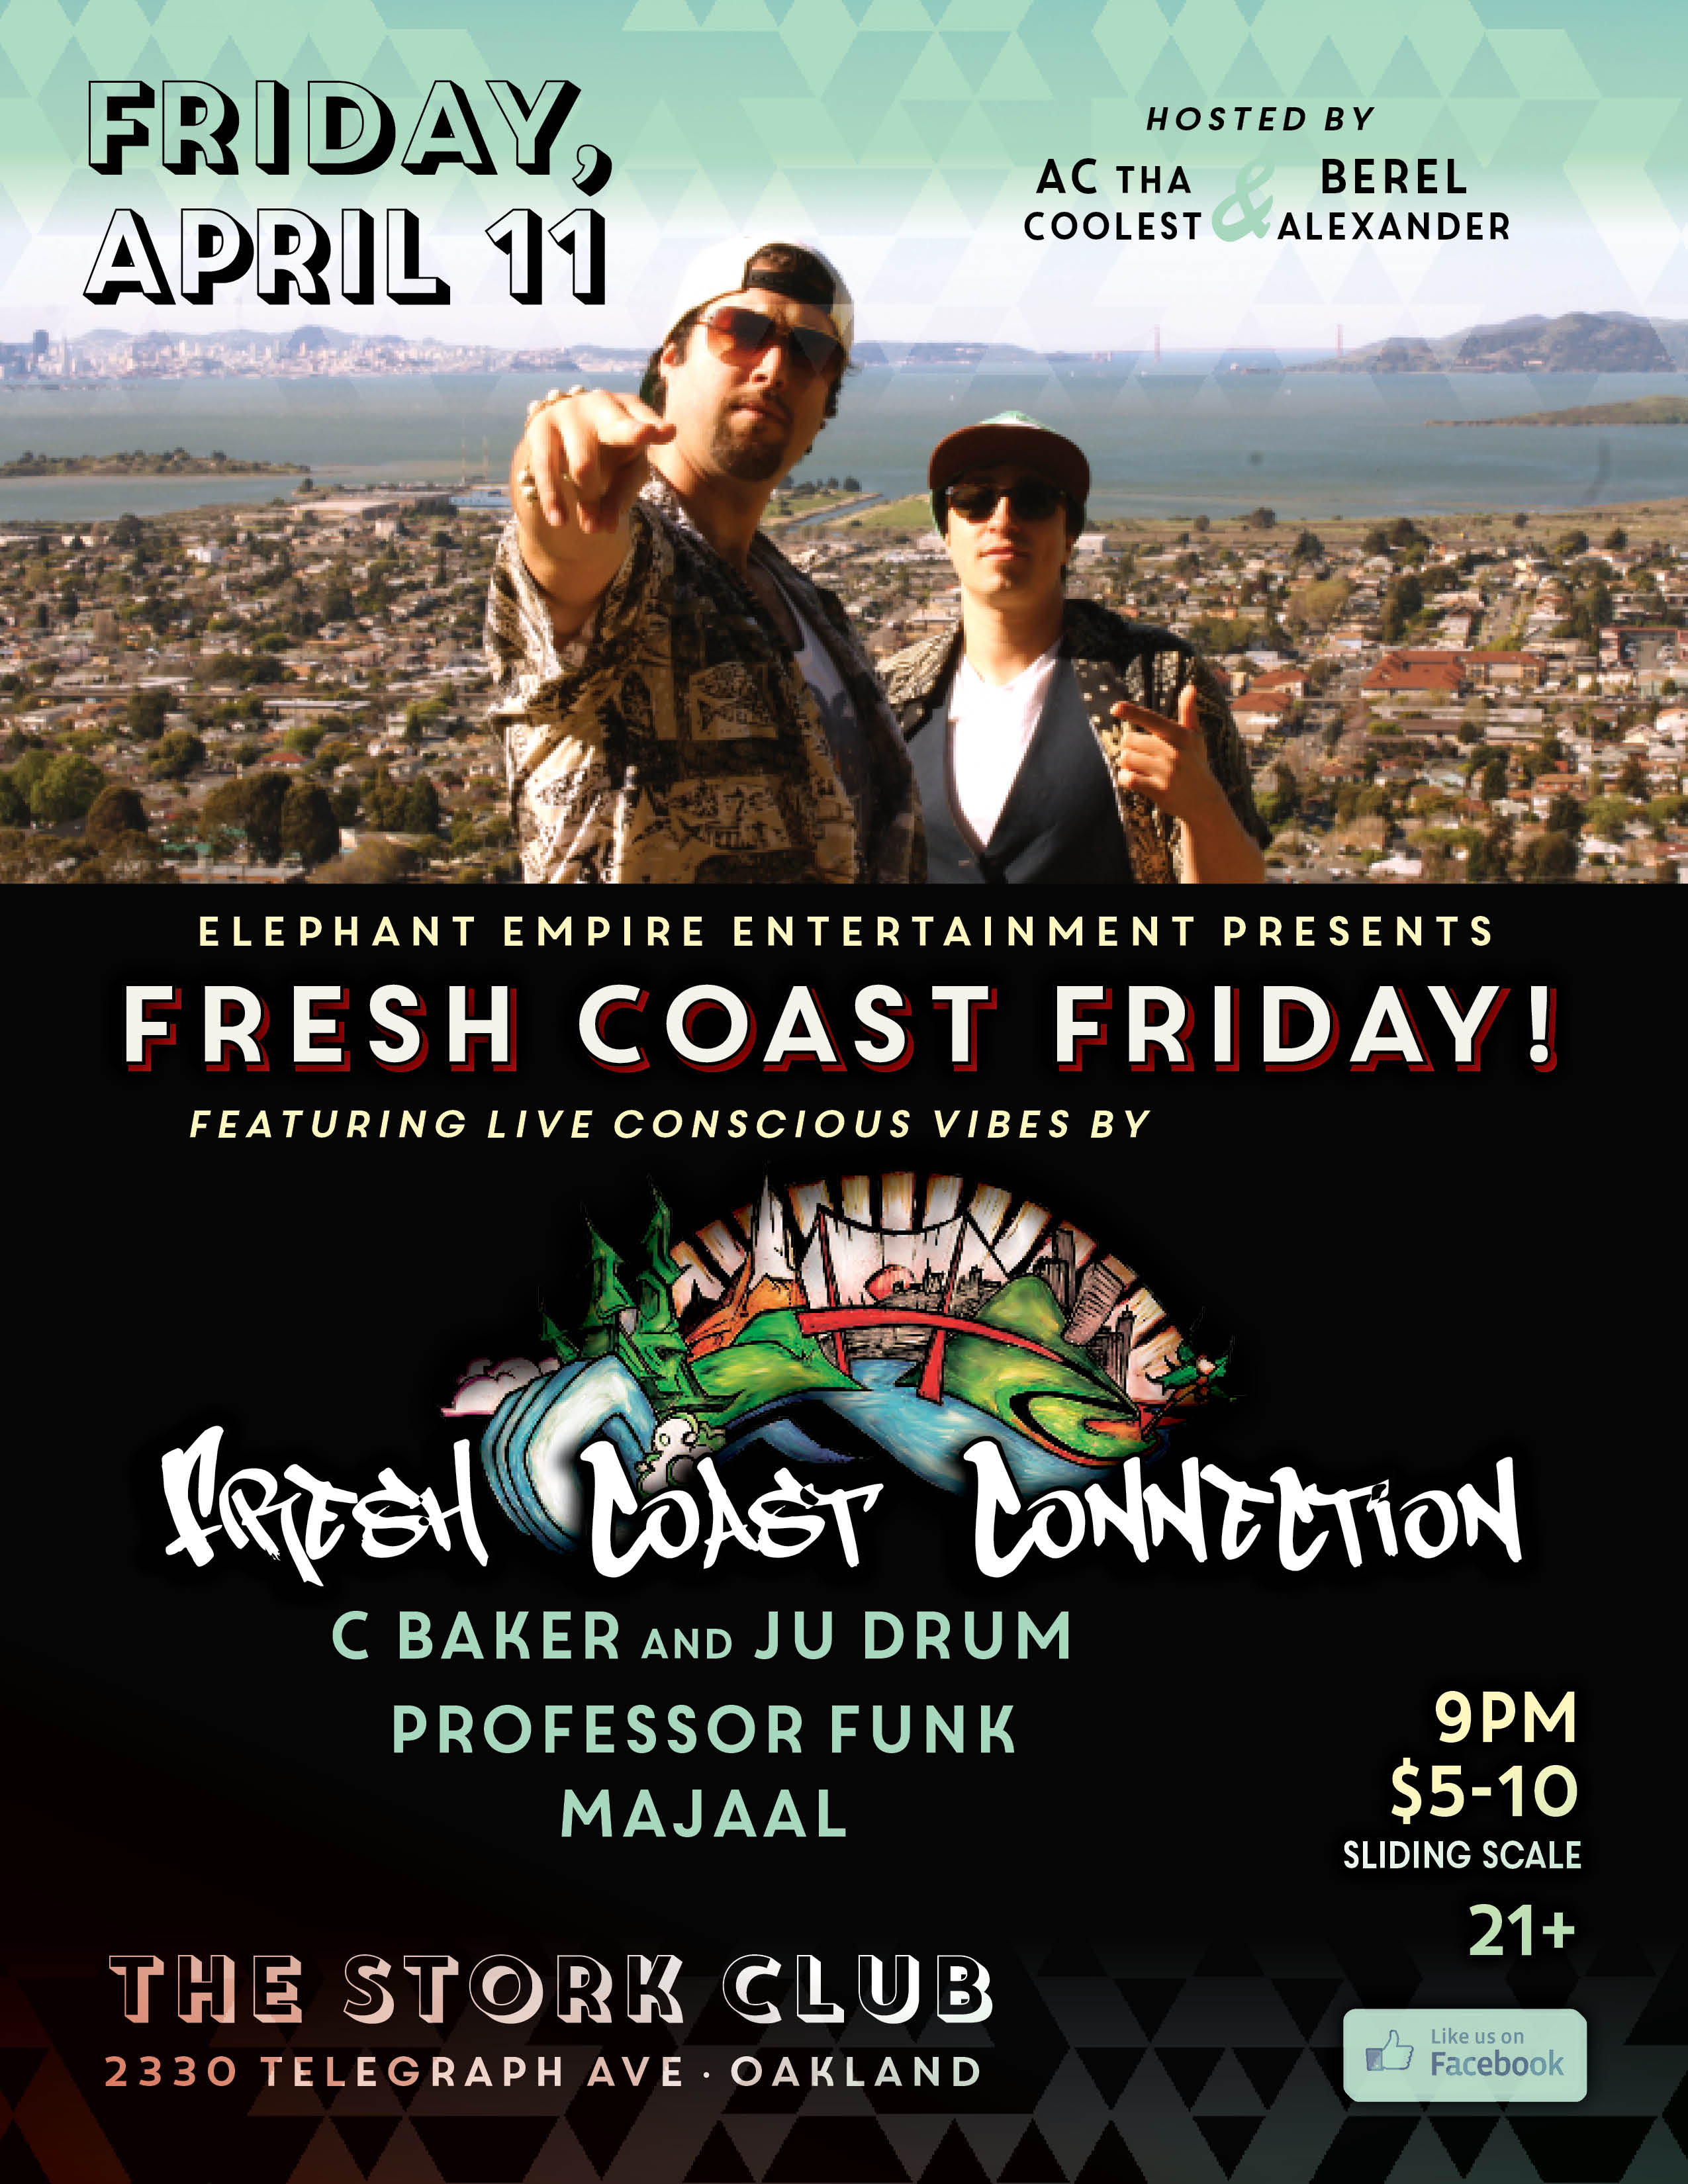 FRIDAY,
APRIL 11
HOSTED BY
AC THA COOLEST & BEREL ALEXANDER
ELEPHANT EMPIRE ENTERTAINMENT PRESENTS
FRESH COAST FRIDAY!
FEATURING LIVE CONSCIOUS VIBES BY
FRESH COAST CONNECTION
C BAKER AND JU DRUM
PROFESSOR FUNK
MAJAAL
9PM
$5-10
SLIDING SCALE
21+
THE STORK CLUB
2330 TELEGRAPH AVE · OAKLAND
Like us on
Facebook